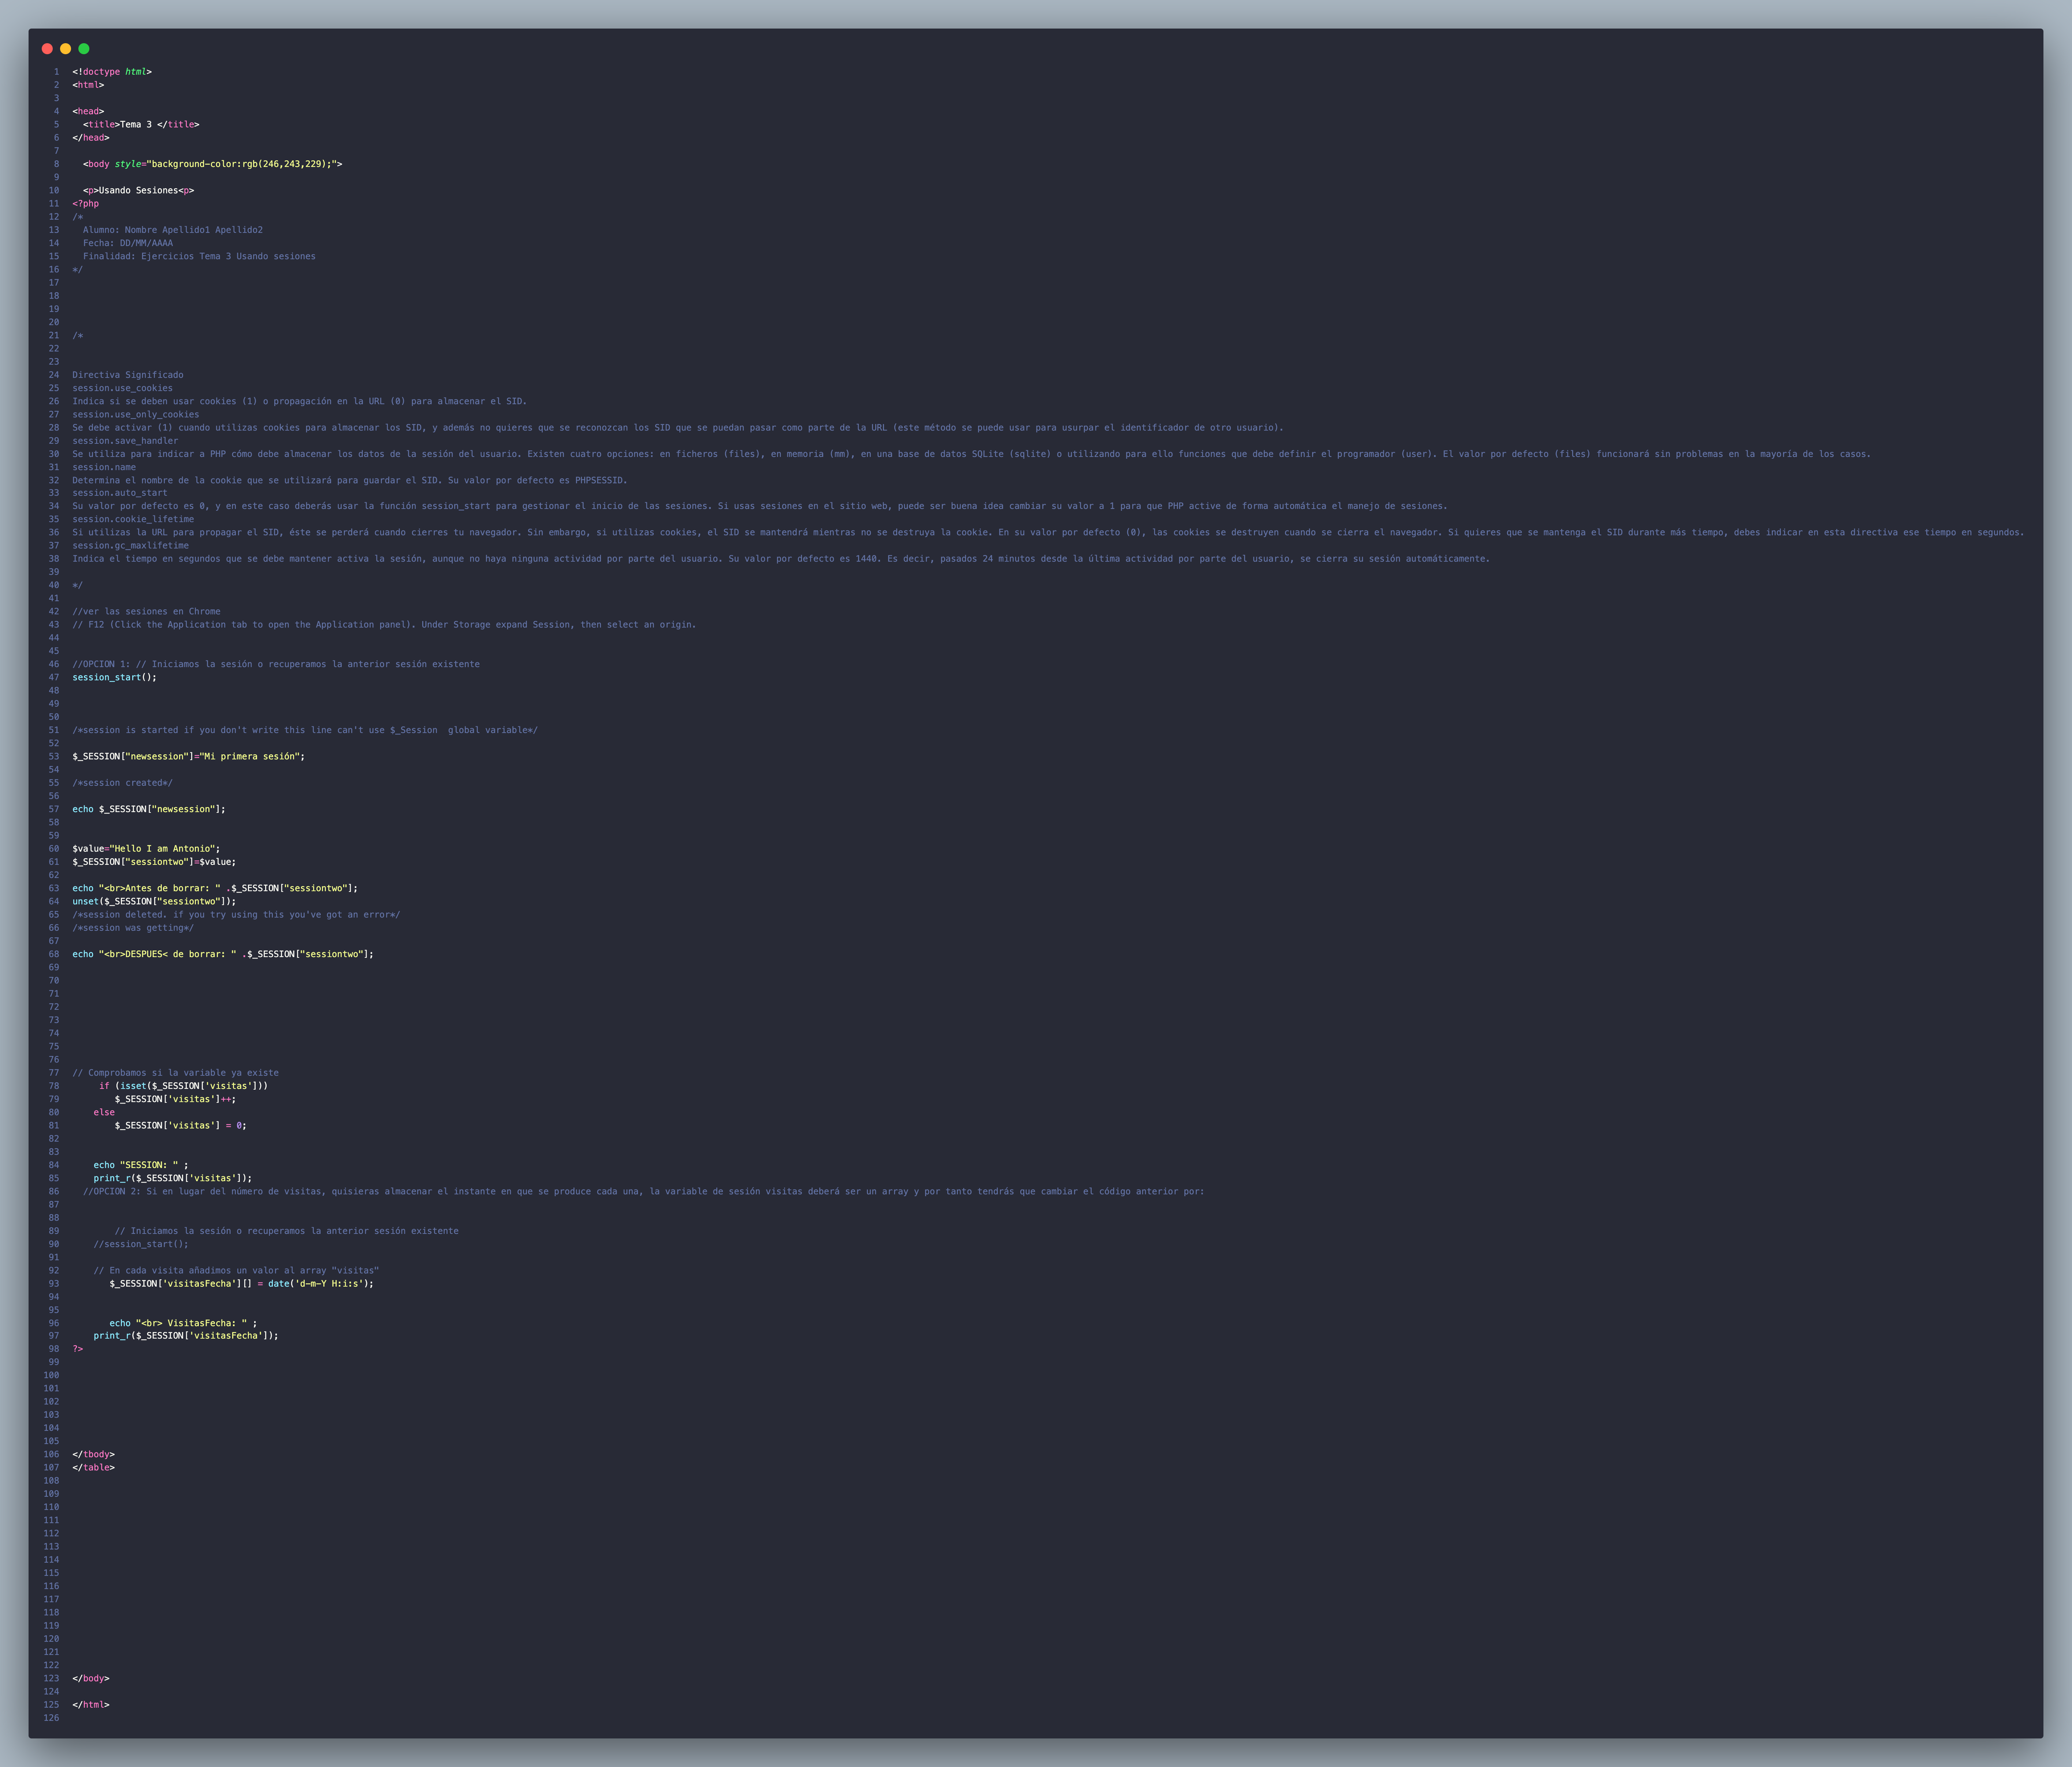 1 <!doctype html>
2 <html>
3
4 <head>
5   <title>Tema 3 </title>
6 </head>
7
8   <body style="background-color:rgb(246,243,229);">
9
10   <p>Usando Sesiones<p>
11 <?php
12 /*
13   Alumno: Nombre Apellido1 Apellido2
14   Fecha: DD/MM/AAAA
15   Finalidad: Ejercicios Tema 3 Usando sesiones
16 */
17
18
19
20
21 /*
22
23
24 Directiva Significado
25 session.use_cookies
26 Indica si se deben usar cookies (1) o propagación en la URL (0) para almacenar el SID.
27 session.use_only_cookies
28 Se debe activar (1) cuando utilizas cookies para almacenar los SID, y además no quieres que se reconozcan los SID que se puedan pasar como parte de la URL (este método se puede usar para usurpar el identificador de otro usuario).
29 session.save_handler
30 Se utiliza para indicar a PHP cómo debe almacenar los datos de la sesión del usuario. Existen cuatro opciones: en ficheros (files), en memoria (mm), en una base de datos SQLite (sqlite) o utilizando para ello funciones que debe definir el programador (user). El valor por defecto (files) funcionará sin problemas en la mayoría de los casos.
31 session.name
32 Determina el nombre de la cookie que se utilizará para guardar el SID. Su valor por defecto es PHPSESSID.
33 session.auto_start
34 Su valor por defecto es 0, y en este caso deberás usar la función session_start para gestionar el inicio de las sesiones. Si usas sesiones en el sitio web, puede ser buena idea cambiar su valor a 1 para que PHP active de forma automática el manejo de sesiones.
35 session.cookie_lifetime
36 Si utilizas la URL para propagar el SID, éste se perderá cuando cierres tu navegador. Sin embargo, si utilizas cookies, el SID se mantendrá mientras no se destruya la cookie. En su valor por defecto (0), las cookies se destruyen cuando se cierra el navegador. Si quieres que se mantenga el SID durante más tiempo, debes indicar en esta directiva ese tiempo en segundos.
37 session.gc_maxlifetime
38 Indica el tiempo en segundos que se debe mantener activa la sesión, aunque no haya ninguna actividad por parte del usuario. Su valor por defecto es 1440. Es decir, pasados 24 minutos desde la última actividad por parte del usuario, se cierra su sesión automáticamente.
39
40 */
41
42 //ver las sesiones en Chrome
43 // F12 (Click the Application tab to open the Application panel). Under Storage expand Session, then select an origin.
44
45
46 //OPCION 1: // Iniciamos la sesión o recuperamos la anterior sesión existente
47 session_start();
48
49
50
51 /*session is started if you don't write this line can't use $_Session  global variable*/
52
53 $_SESSION["newsession"]="Mi primera sesión";
54
55 /*session created*/
56
57 echo $_SESSION["newsession"];
58
59
60 $value="Hello I am Antonio";
61 $_SESSION["sessiontwo"]=$value;
62
63 echo "<br>Antes de borrar: " .$_SESSION["sessiontwo"];
64 unset($_SESSION["sessiontwo"]);
65 /*session deleted. if you try using this you've got an error*/
66 /*session was getting*/
67
68 echo "<br>DESPUES< de borrar: " .$_SESSION["sessiontwo"];
69
70
71
72
73
74
75
76
77 // Comprobamos si la variable ya existe
78      if (isset($_SESSION['visitas']))
79         $_SESSION['visitas']++;
80     else
81         $_SESSION['visitas'] = 0;
82
83
84     echo "SESSION: " ;
85     print_r($_SESSION['visitas']);
86   //OPCION 2: Si en lugar del número de visitas, quisieras almacenar el instante en que se produce cada una, la variable de sesión visitas deberá ser un array y por tanto tendrás que cambiar el código anterior por:
87
88
89         // Iniciamos la sesión o recuperamos la anterior sesión existente
90     //session_start();
91
92     // En cada visita añadimos un valor al array "visitas"
93        $_SESSION['visitasFecha'][] = date('d-m-Y H:i:s');
94
95
96        echo "<br> VisitasFecha: " ;
97     print_r($_SESSION['visitasFecha']);
98 ?>
99
100
101
102
103
104
105
106 </tbody>
107 </table>
108
109
110
111
112
113
114
115
116
117
118
119
120
121
122
123 </body>
124
125 </html>
126